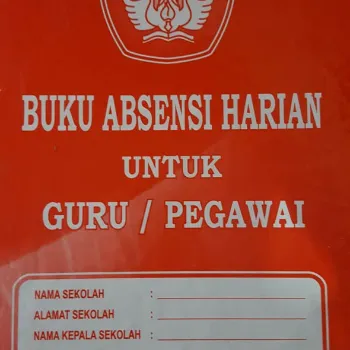 BUKU ABSENSI HARIAN
UNTUK
GURU / PEGAWAI
NAMA SEKOLAH :
ALAMAT SEKOLAH :
NAMA KEPALA SEKOLAH :